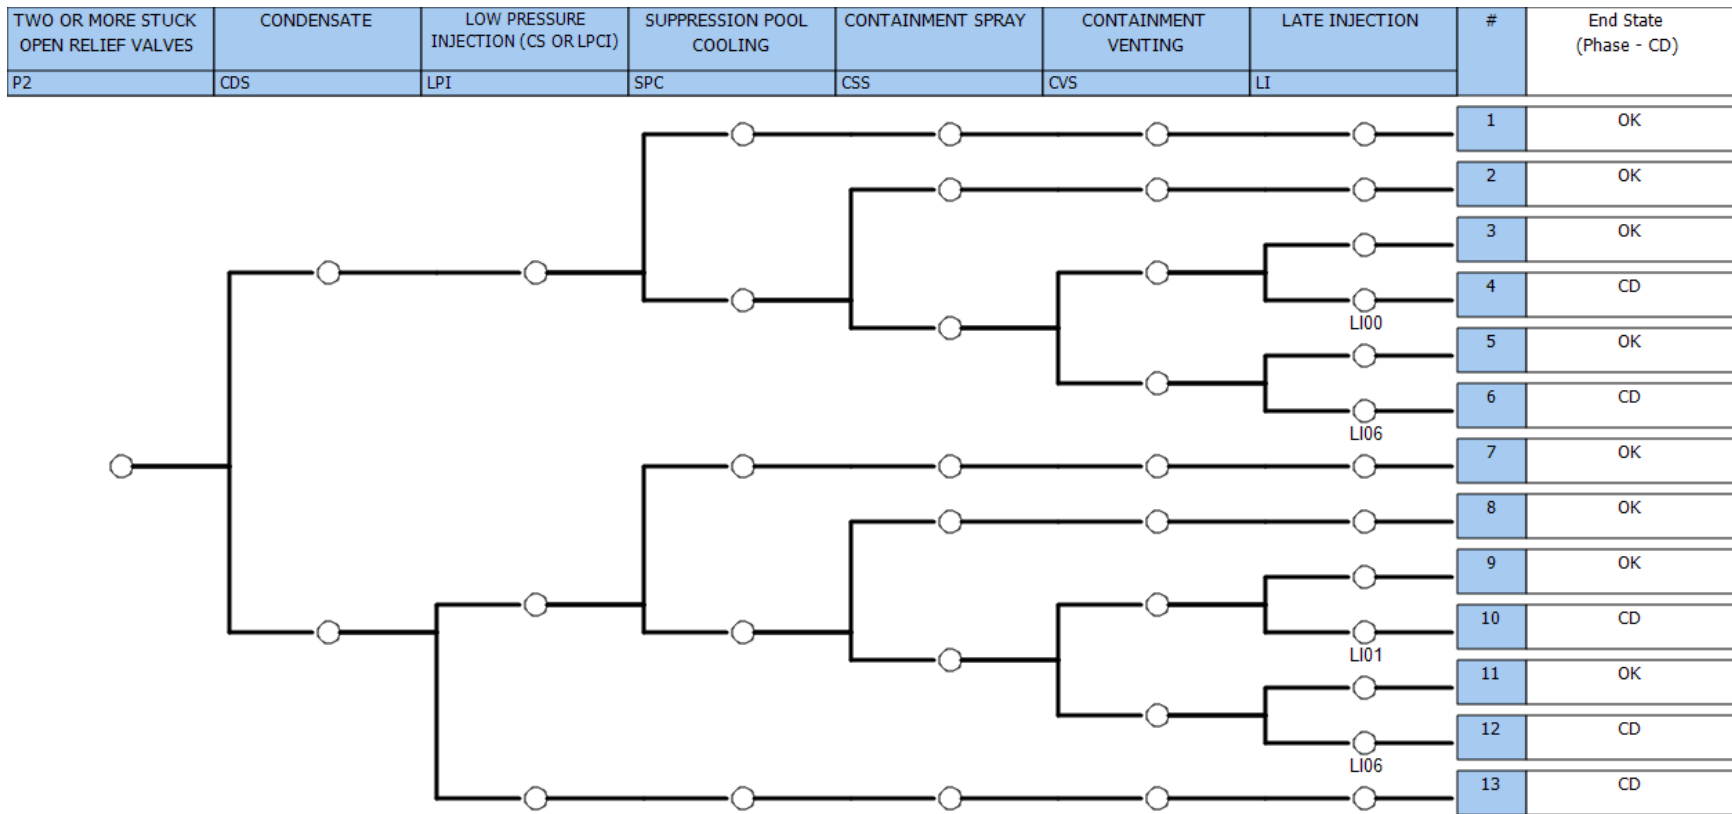 TWO OR MORE STUCK
OPEN RELIEF VALVES
CONDENSATE
LOW PRESSURE
INJECTION (CS OR LPCI)
SUPPRESSION POOL
COOLING
CONTAINMENT SPRAY
CONTAINMENT
VENTING
LATE INJECTION
#
End State
(Phase - CD)
P2
CDS
LPI
SPC
CSS
CVS
LI
1
OK
2
OK
3
OK
4
CD
LI00
5
OK
6
CD
LI06
7
OK
8
OK
9
OK
10
CD
LI01
11
OK
12
CD
LI06
13
CD